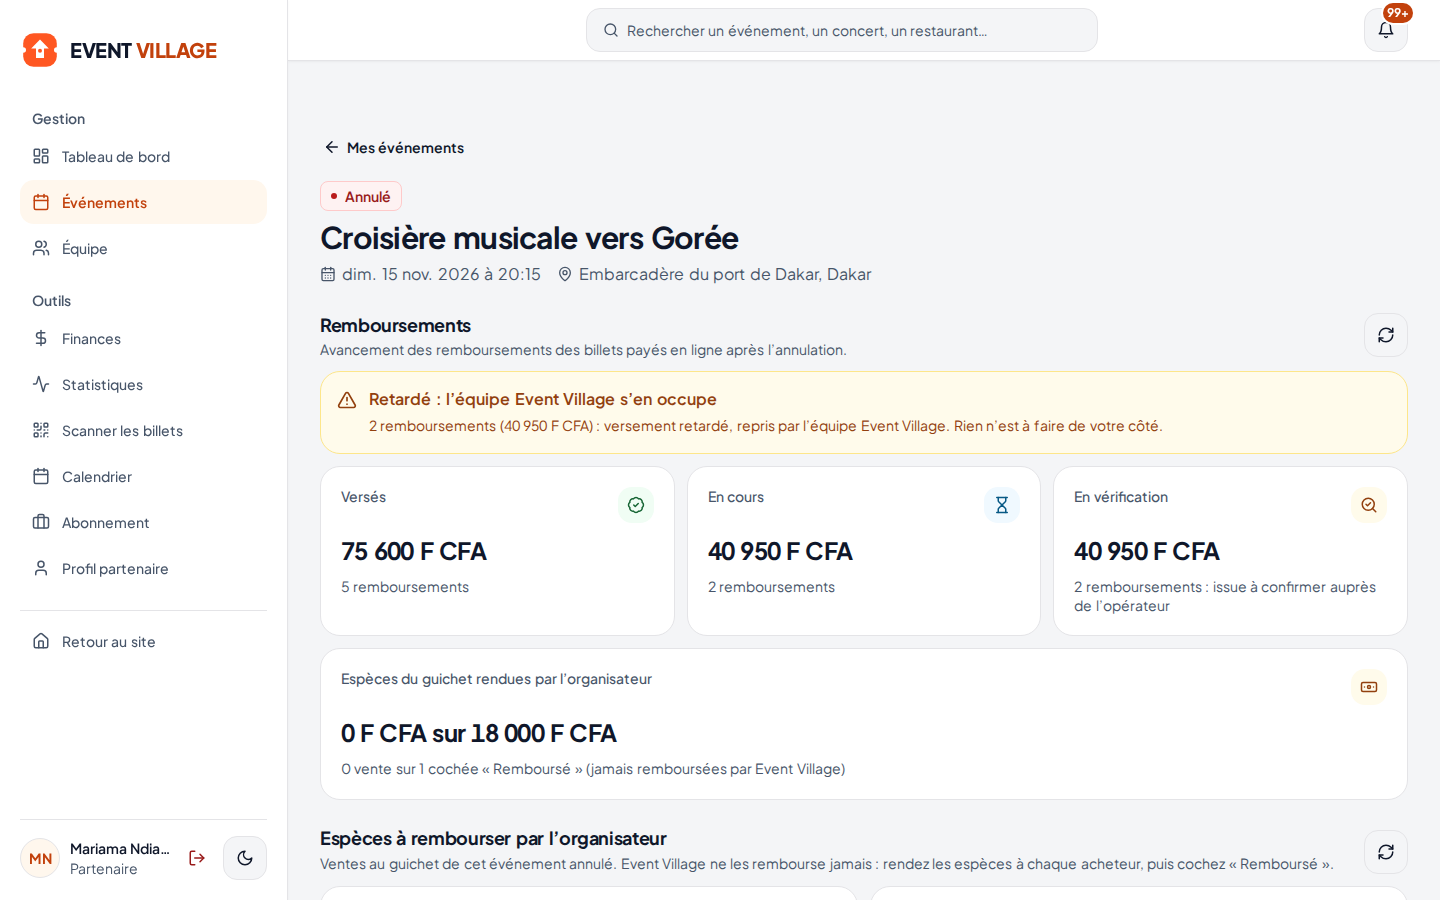 EVENT VILLAGE
Rechercher un événement, un concert, un restaurant...
99+
Gestion
Tableau de bord
Événements
Équipe
Outils
Finances
Statistiques
Scanner les billets
Calendrier
Abonnement
Profil partenaire
Retour au site
MN
Mariama Ndia...
Partenaire
Mes événements
Annulé
Croisière musicale vers Gorée
dim. 15 nov. 2026 à 20:15 Embarcadère du port de Dakar, Dakar
Remboursements
Avancement des remboursements des billets payés en ligne après l’annulation.
Retardé : l’équipe Event Village s’en occupe
2 remboursements (40 950 F CFA) : versement retardé, repris par l’équipe Event Village. Rien n’est à faire de votre côté.
Versés
75 600 F CFA
5 remboursements
En cours
40 950 F CFA
2 remboursements
En vérification
40 950 F CFA
2 remboursements : issue à confirmer auprès
de l’opérateur
Espèces du guichet rendues par l’organisateur
0 F CFA sur 18 000 F CFA
0 vente sur 1 cochée « Remboursé » (jamais remboursées par Event Village)
Espèces à rembourser par l’organisateur
Ventes au guichet de cet événement annulé. Event Village ne les rembourse jamais : rendez les espèces à chaque acheteur, puis cochez « Remboursé ».